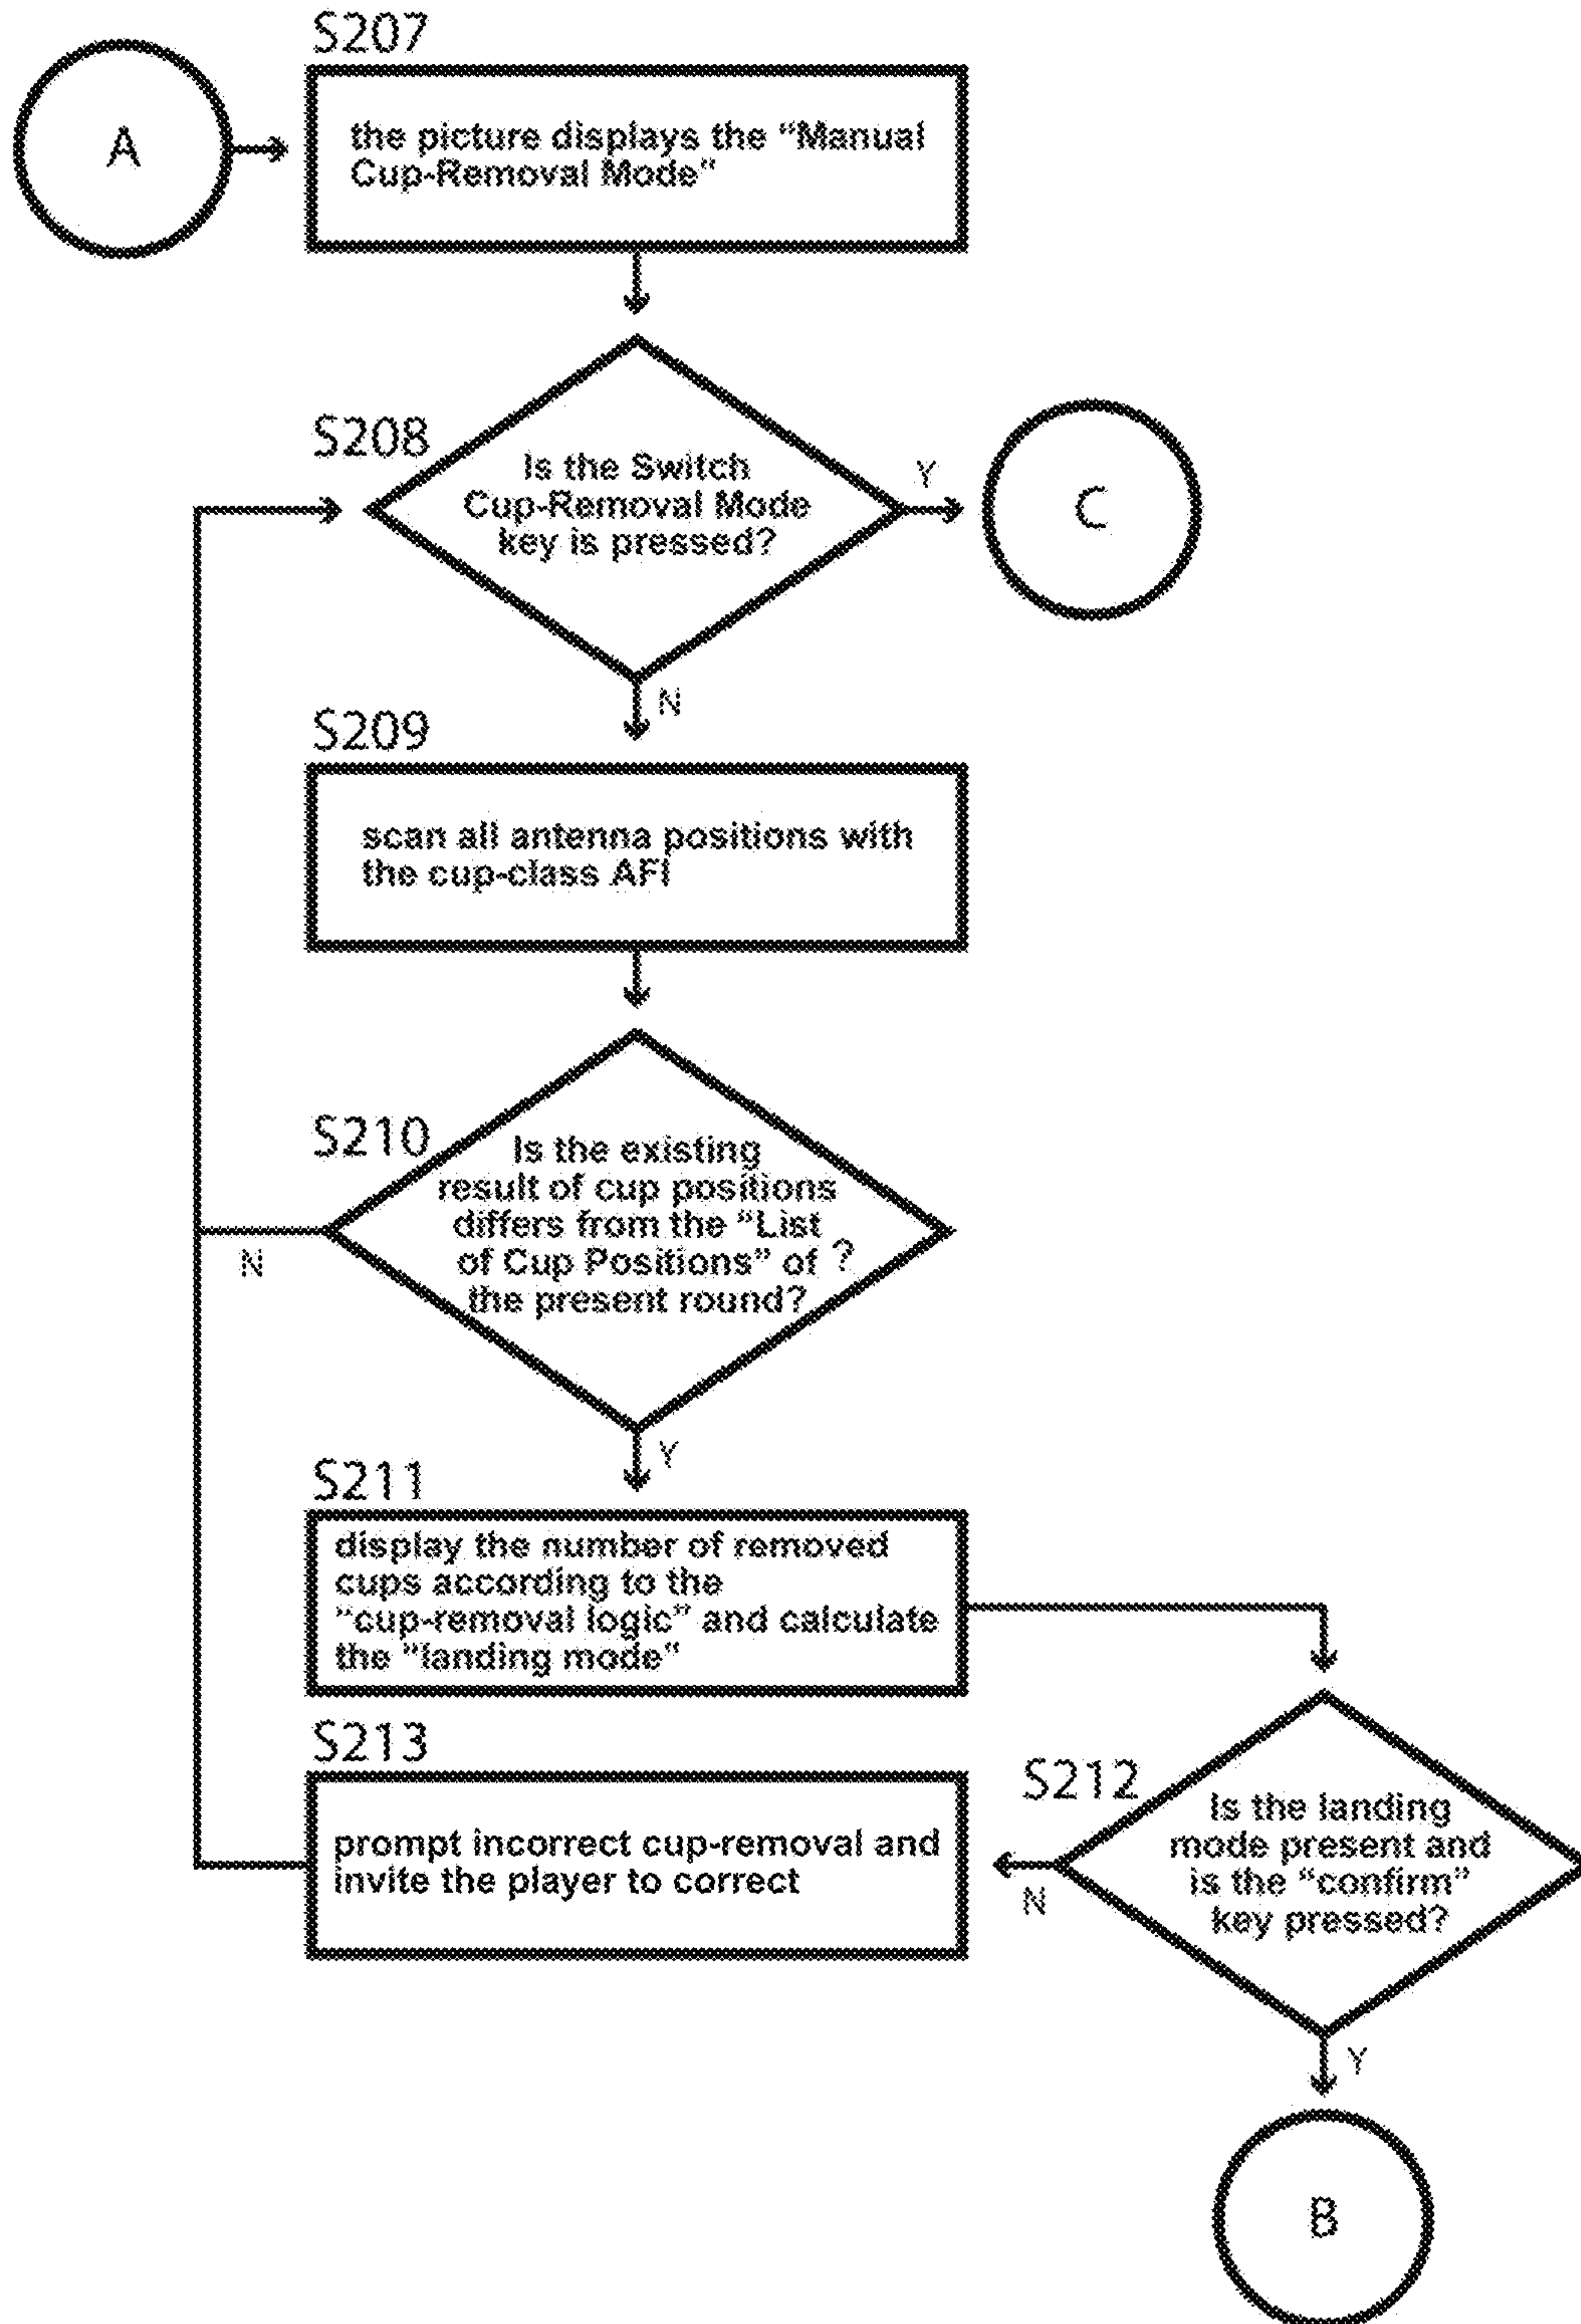 S207
A
the picture displays the “Manual
Cup-Removal Mode”
S208
Is the Switch
Cup-Removal Mode
key is pressed?
Y
C
N
S209
scan all antenna positions with
the cup-class AFI
S210
Is the existing
result of cup positions
differs from the “List
of Cup Positions” of ?
the present round?
N
Y
S211
display the number of removed
cups according to the
“cup-removal logic” and calculate
the “landing mode”
S213
prompt incorrect cup-removal and
invite the player to correct
S212
Is the landing
mode present and
is the “confirm”
key pressed?
N
Y
B